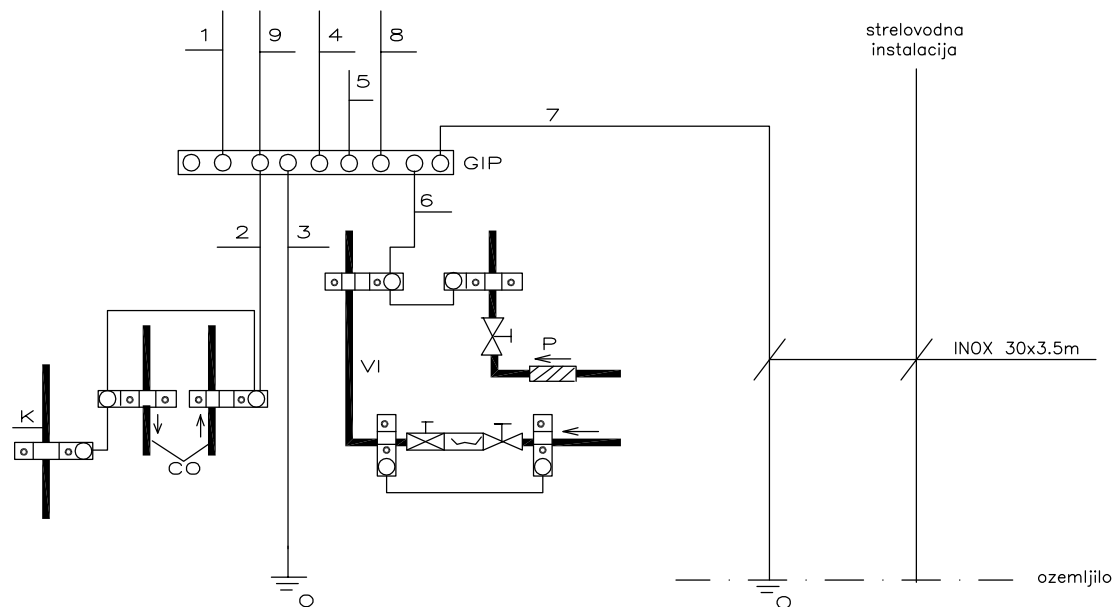 1
9
4
8
5
strelovodna
instalacija
7
GIP
6
2
3
VI
P
INOX 30x3.5m
K
CO
O
O
ozemljilo